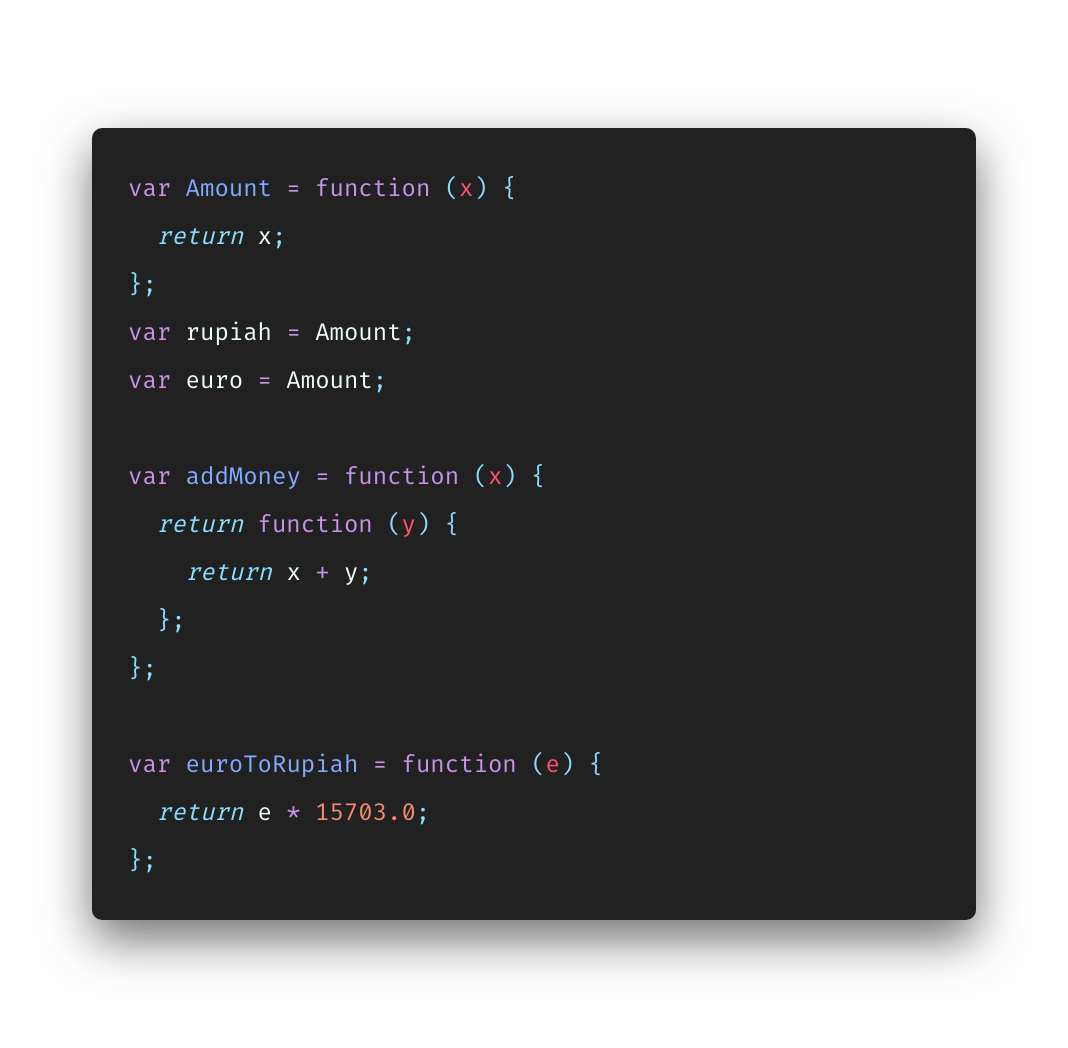 var Amount = function (x) {
  return x;
};
var rupiah = Amount;
var euro = Amount;

var addMoney = function (x) {
  return function (y) {
    return x + y;
  };
};

var euroToRupiah = function (e) {
  return e * 15703.0;
};